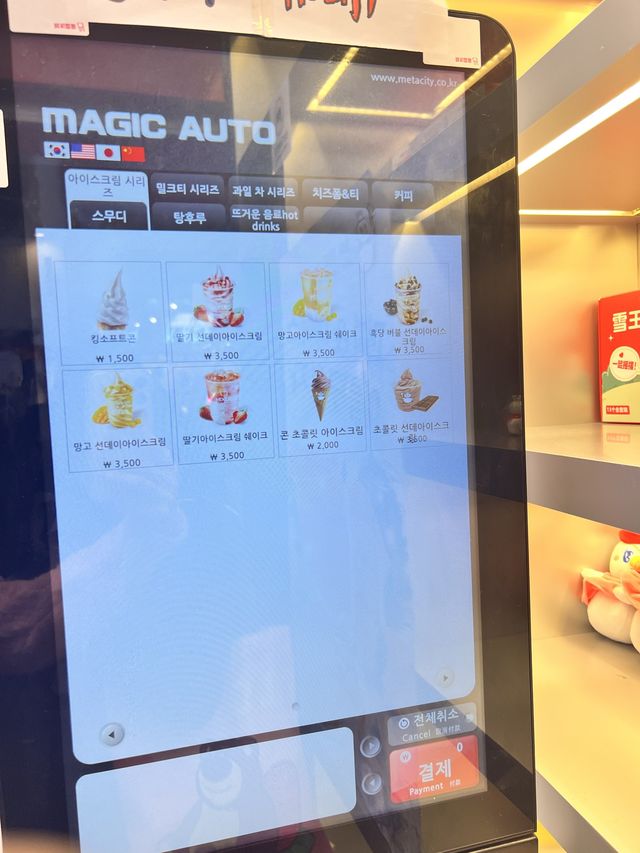 www.metacity.co.kr
MAGIC AUTO
아이스크림 시리
즈
밀크티 시리즈
과일 차 시리즈
치즈폼&티
커피
스무디
탕후루
뜨거운 음료hot
drinks
킹소프트콘
₩ 1,500
딸기 선데이아이스크림
₩ 3,500
망고아이스크림 쉐이크
₩ 3,500
흑당 버블 선데이아이스
크림
₩ 3,500
망고 선데이아이스크림
₩ 3,500
딸기아이스크림 쉐이크
₩ 3,500
콘 초콜릿 아이스크림
₩ 2,000
초콜릿 선데이아이스크
림
₩ 3,500
전체취소
Cancel
0
결제
Payment 付款
雪王